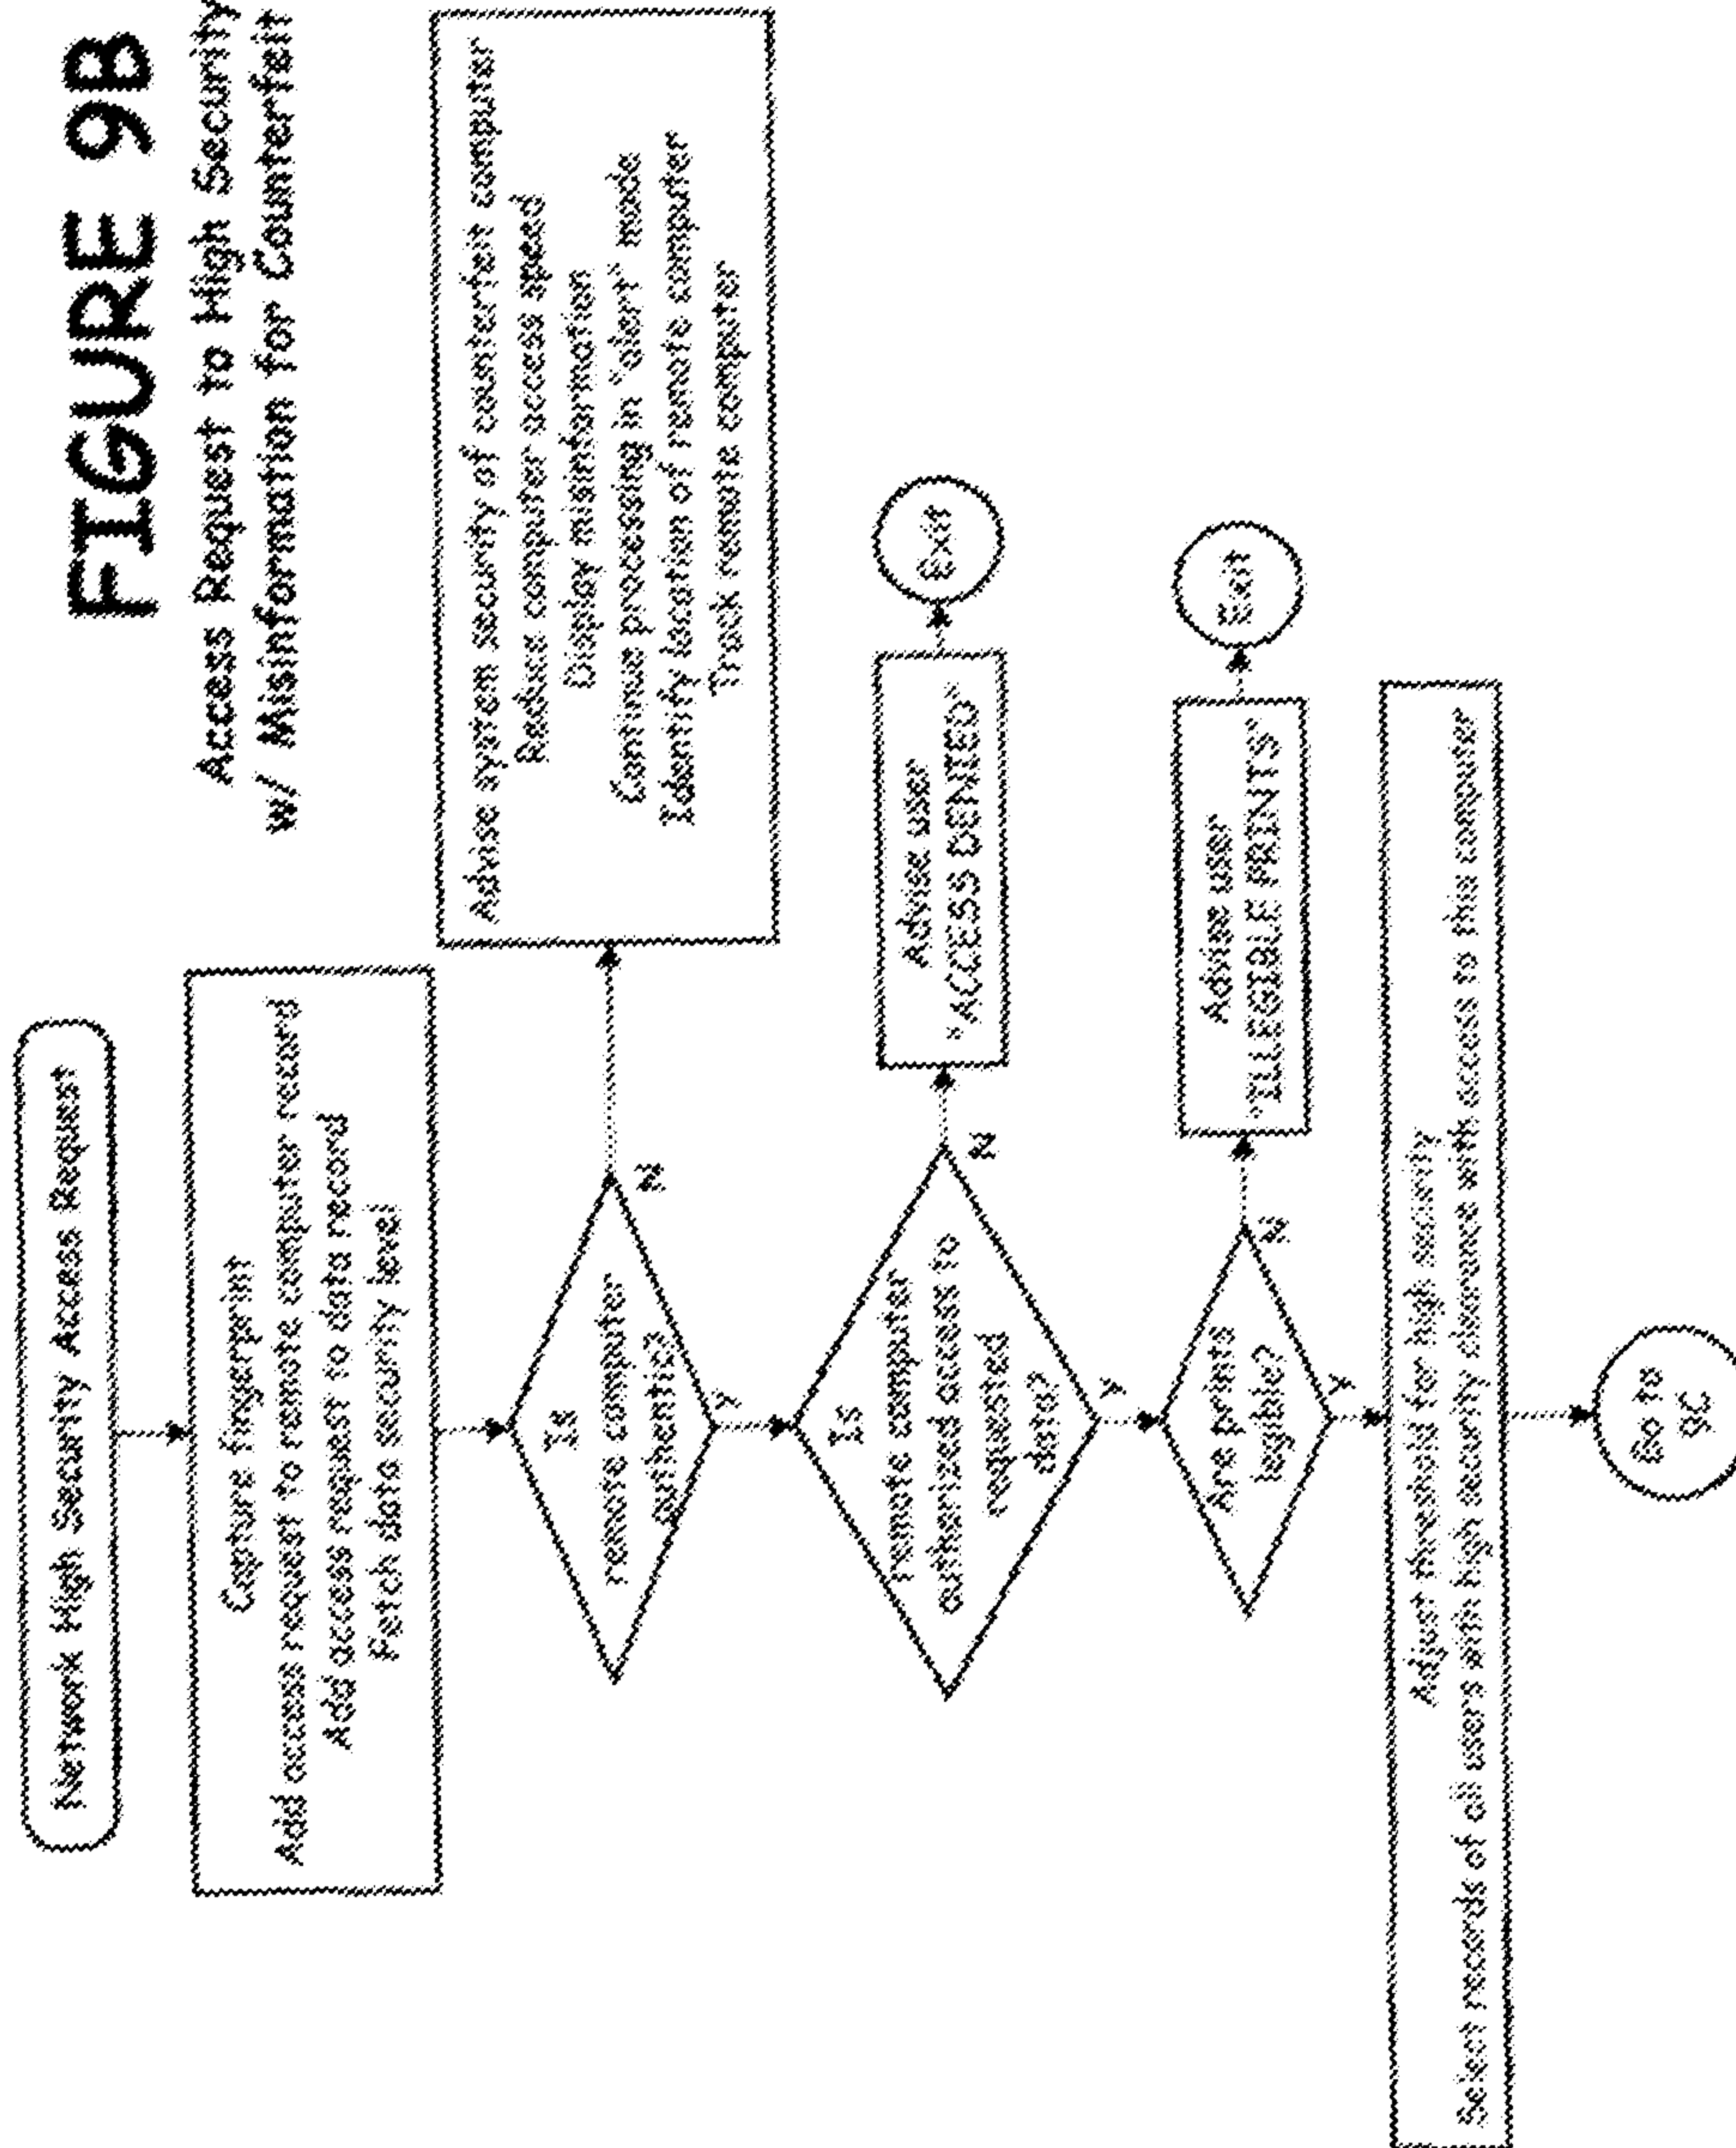 FIGURE 9B
Access Request to High Security
w/ Misinformation for Counterfeit
Network High Security Access Request
Capture fingerprint
Add access request to remote computer record
Add access request to data record
Fetch data security level
Is
remote computer
authentic?
N
Y
Advise system security of counterfeit computer
Reduce computer access speed
Display misinformation
Continue processing in "alert" mode
Identify location of remote computer
Track remote computer
Is
remote computer
authorized access to
requested
data?
N
Y
Advise user
"ACCESS DENIED"
Exit
Are prints
legible?
N
Y
Advise user
"ILLEGIBLE PRINTS"
Exit
Adjust threshold for high security
Select records of all users with high security clearance with access to this computer
Go to
9C